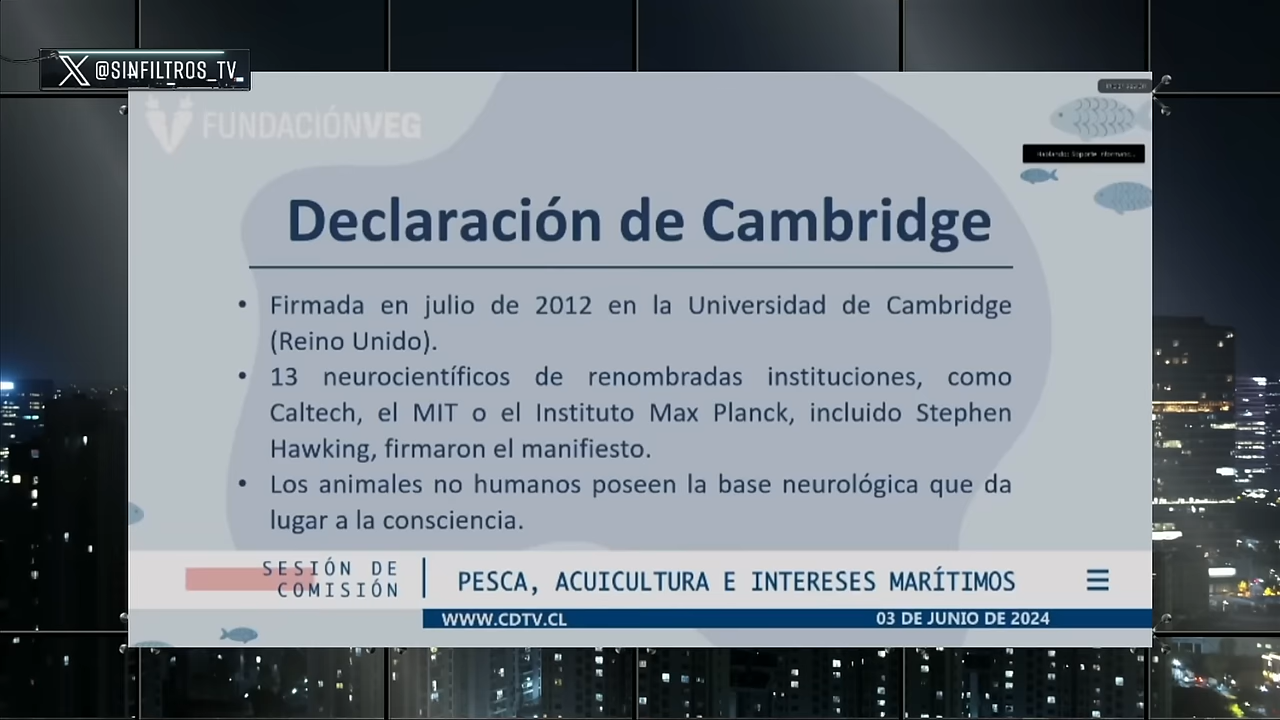 @SINFILTROS_TV_
FUNDACIÓNVEG
Declaración de Cambridge
• Firmada en julio de 2012 en la Universidad de Cambridge
(Reino Unido).
• 13 neurocientíficos de renombradas instituciones, como
Caltech, el MIT o el Instituto Max Planck, incluido Stephen
Hawking, firmaron el manifiesto.
• Los animales no humanos poseen la base neurológica que da
lugar a la consciencia.
SESIÓN DE
COMISIÓN
PESCA, ACUICULTURA E INTERESES MARÍTIMOS
WWW.CDTV.CL
03 DE JUNIO DE 2024